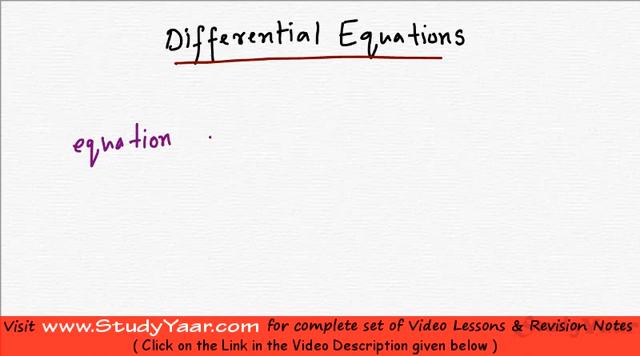 Differential Equations
equation
Visit www.StudyYaar.com for complete set of Video Lessons & Revision Notes
( Click on the Link in the Video Description given below )